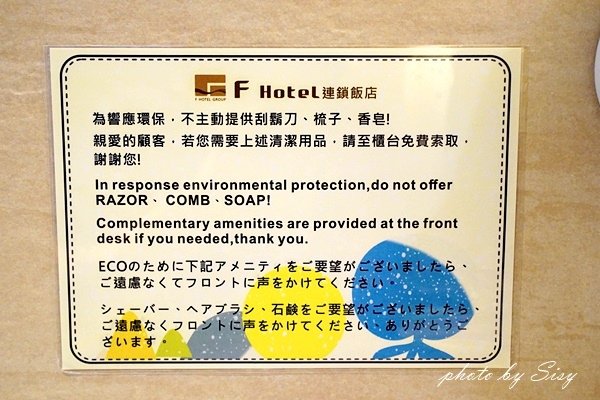 F HOTEL GROUP
F Hotel 連鎖飯店
為響應環保，不主動提供刮鬍刀、梳子、香皂!
親愛的顧客，若您需要上述清潔用品，請至櫃台免費索取，
謝謝您!
In response environmental protection,do not offer
RAZOR、COMB、SOAP!
Complementary amenities are provided at the front
desk if you needed,thank you.
ECOのために下記アメニティをご要望がございましたら、
ご遠慮なくてフロントに声をかけてください。
シェーバー、ヘアブラシ、石鹸をご要望がございましたら、
ご遠慮なくフロントに声をかけてください、ありがとうご
ざいます。
photo by Sisy